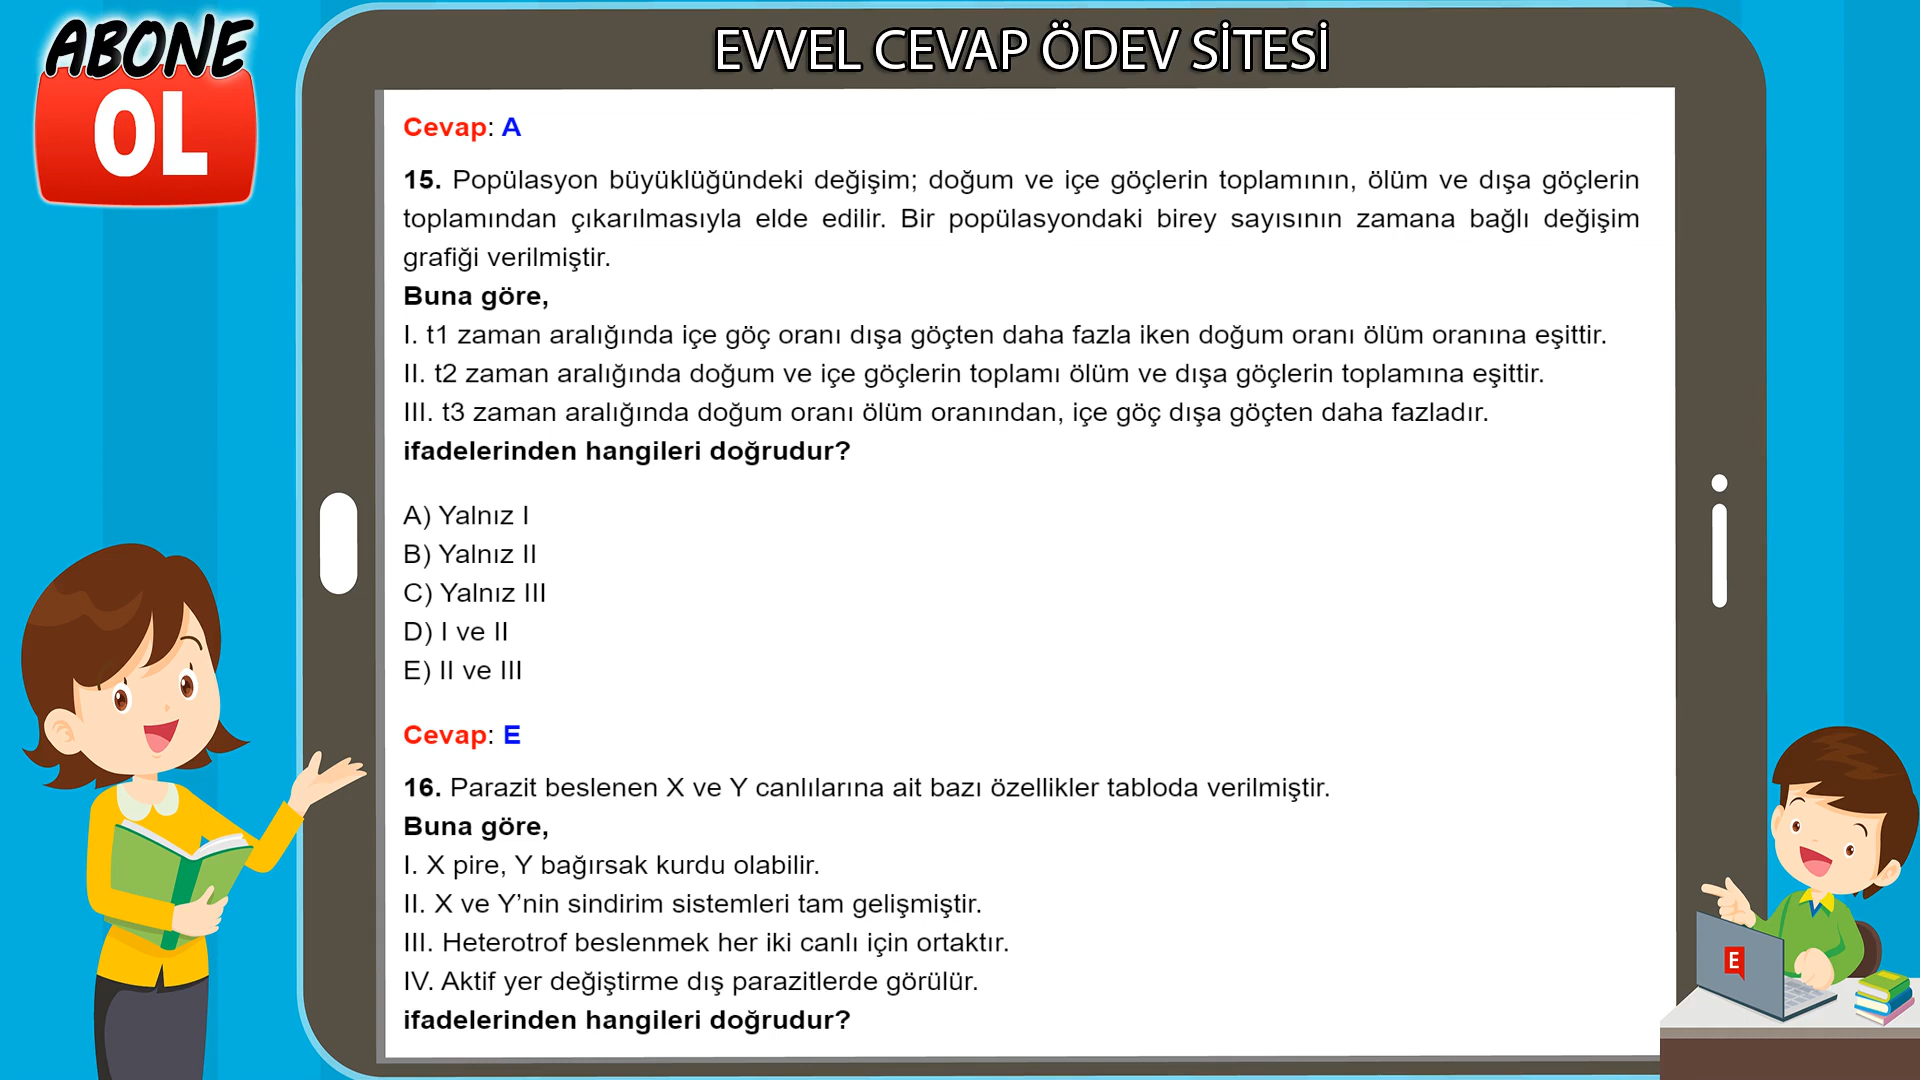 ABONE
OL
EVVEL CEVAP ÖDEV SİTESİ
Cevap: A
15. Popülasyon büyüklüğündeki değişim; doğum ve içe göçlerin toplamının, ölüm ve dışa göçlerin
toplamından çıkarılmasıyla elde edilir. Bir popülasyondaki birey sayısının zamana bağlı değişim
grafiği verilmiştir.
Buna göre,
I. t1 zaman aralığında içe göç oranı dışa göçten daha fazla iken doğum oranı ölüm oranına eşittir.
II. t2 zaman aralığında doğum ve içe göçlerin toplamı ölüm ve dışa göçlerin toplamına eşittir.
III. t3 zaman aralığında doğum oranı ölüm oranından, içe göç dışa göçten daha fazladır.
ifadelerinden hangileri doğrudur?
A) Yalnız I
B) Yalnız II
C) Yalnız III
D) I ve II
E) II ve III
Cevap: E
16. Parazit beslenen X ve Y canlılarına ait bazı özellikler tabloda verilmiştir.
Buna göre,
I. X pire, Y bağırsak kurdu olabilir.
II. X ve Y’nin sindirim sistemleri tam gelişmiştir.
III. Heterotrof beslenmek her iki canlı için ortaktır.
IV. Aktif yer değiştirme dış parazitlerde görülür.
ifadelerinden hangileri doğrudur?
E